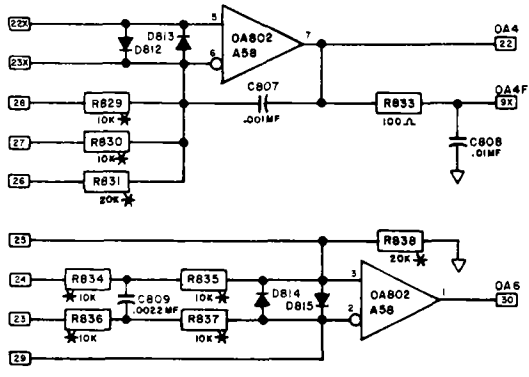 22X
5
D813
OA802
A58
7
OA4
22
D812
23X
6
C807
.001MF
OA4F
28
R829
10K*
R833
100Ω
9X
27
R830
10K*
C808
.01MF
26
R831
20K*
25
R838
20K*
24
R834
*10K
R835
10K*
D814
3
C809
.0022MF
D815
OA802
A58
1
OA6
30
23
R836
*10K
R837
*10K
2
29